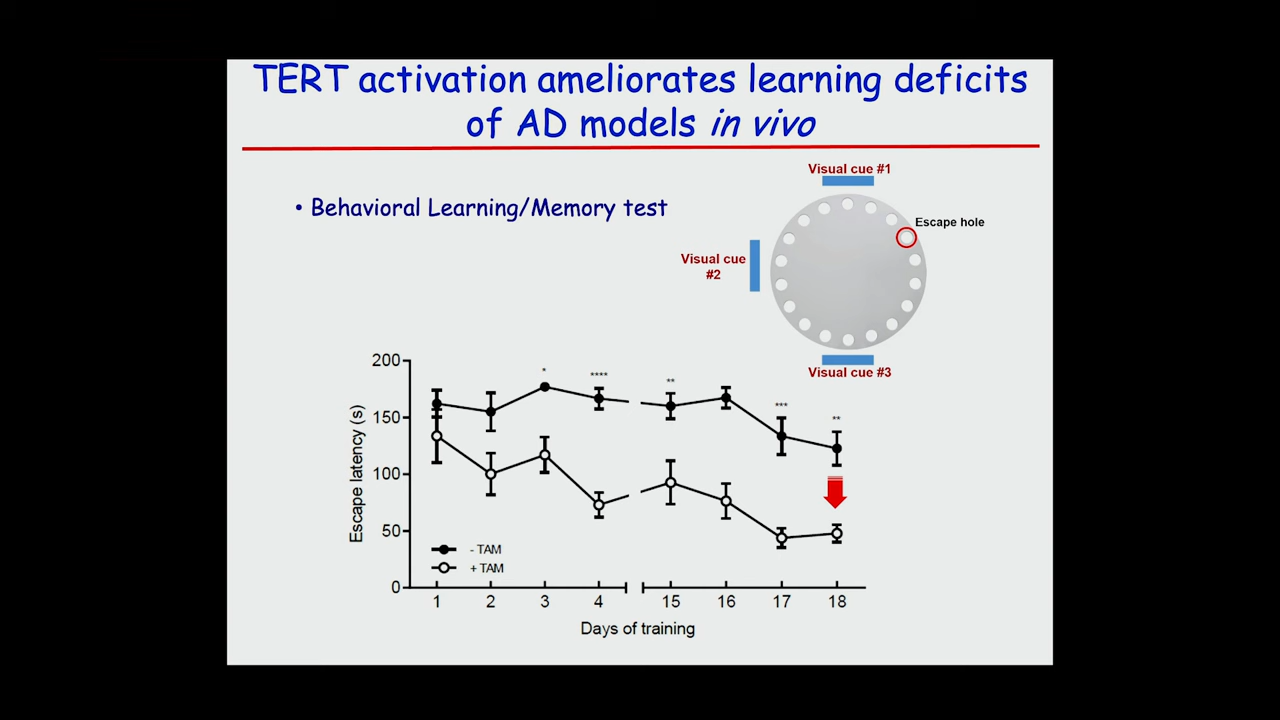 TERT activation ameliorates learning deficits
of AD models in vivo
• Behavioral Learning/Memory test
Visual cue #1
Escape hole
Visual cue
#2
Visual cue #3
Escape latency (s)
200
150
100
50
0
*
****
**
***
**
- TAM
+ TAM
1 2 3 4 15 16 17 18
Days of training